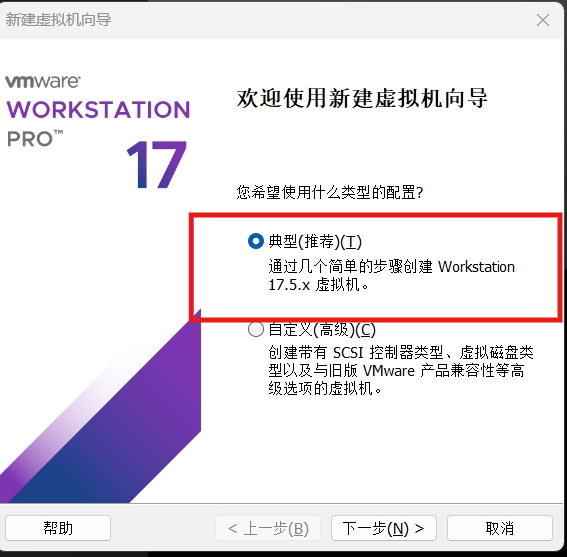 新建虚拟机向导
vmware®
WORKSTATION
PRO™
17
欢迎使用新建虚拟机向导
您希望使用什么类型的配置?
典型(推荐)(T)
通过几个简单的步骤创建 Workstation
17.5.x 虚拟机。
自定义(高级)(C)
创建带有 SCSI 控制器类型、虚拟磁盘类
型以及与旧版 VMware 产品兼容性等高
级选项的虚拟机。
帮助
< 上一步(B)
下一步(N) >
取消